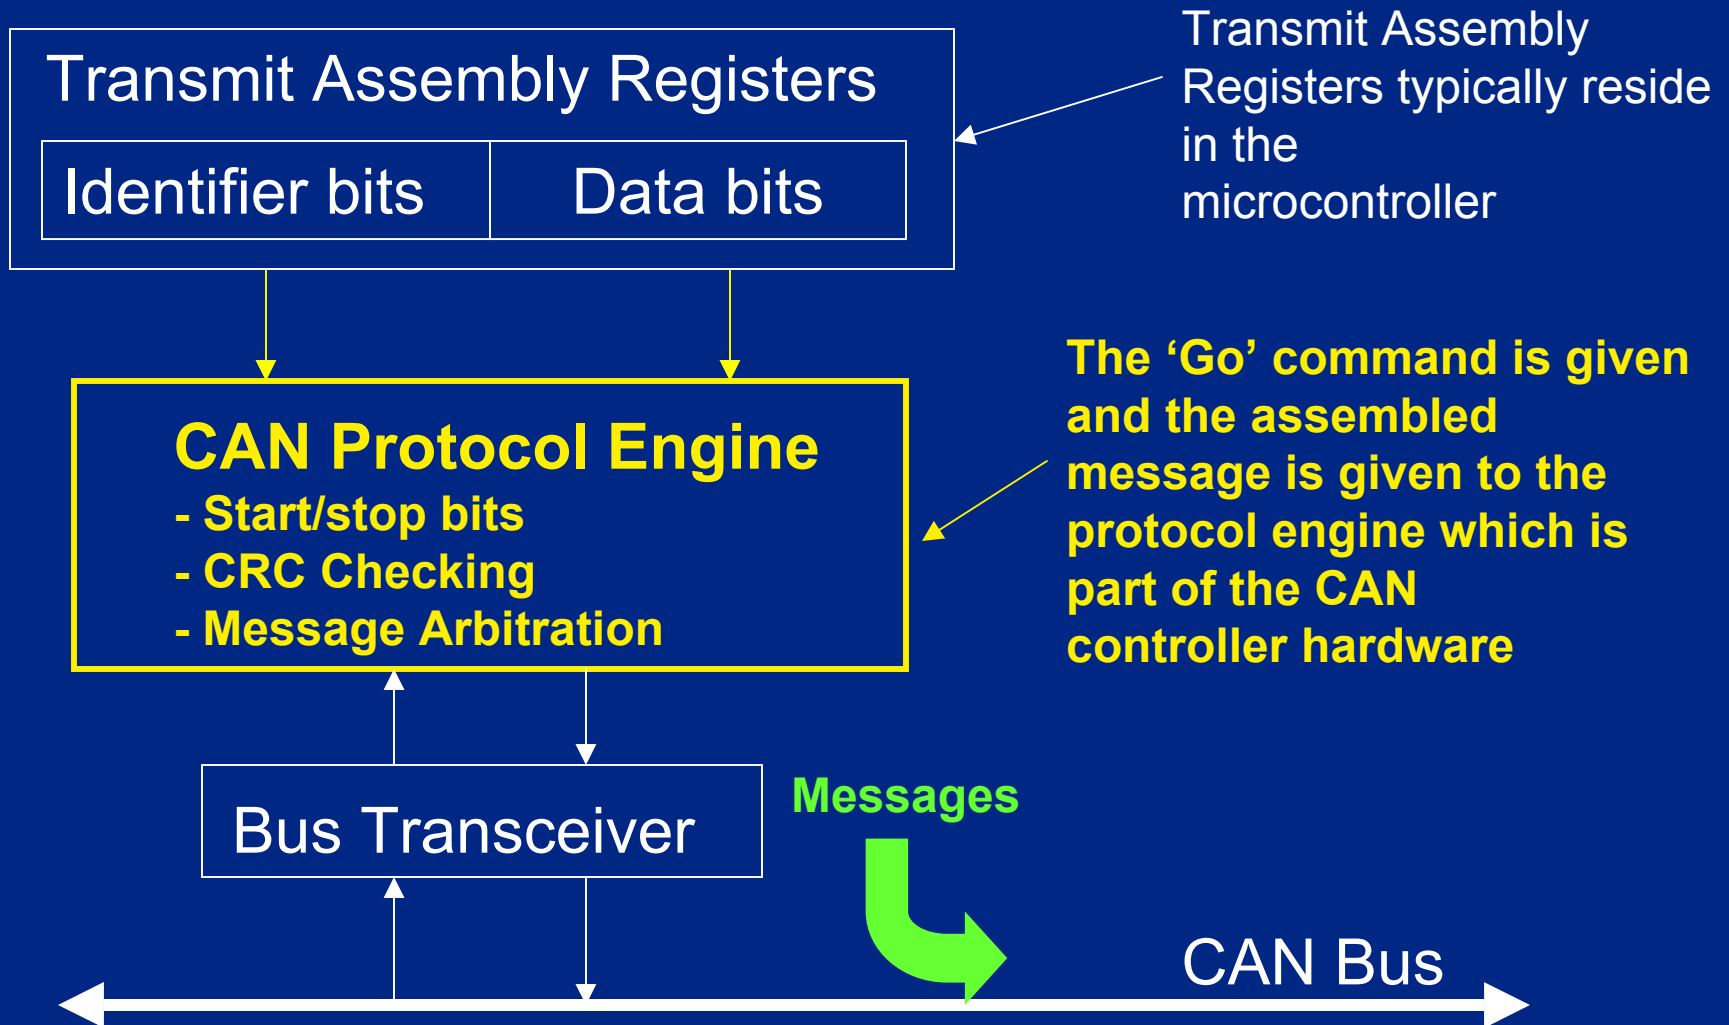 Transmit Assembly Registers
Identifier bits
Data bits
Transmit Assembly
Registers typically reside
in the
microcontroller
CAN Protocol Engine
- Start/stop bits
- CRC Checking
- Message Arbitration
The ‘Go’ command is given
and the assembled
message is given to the
protocol engine which is
part of the CAN
controller hardware
Bus Transceiver
Messages
CAN Bus